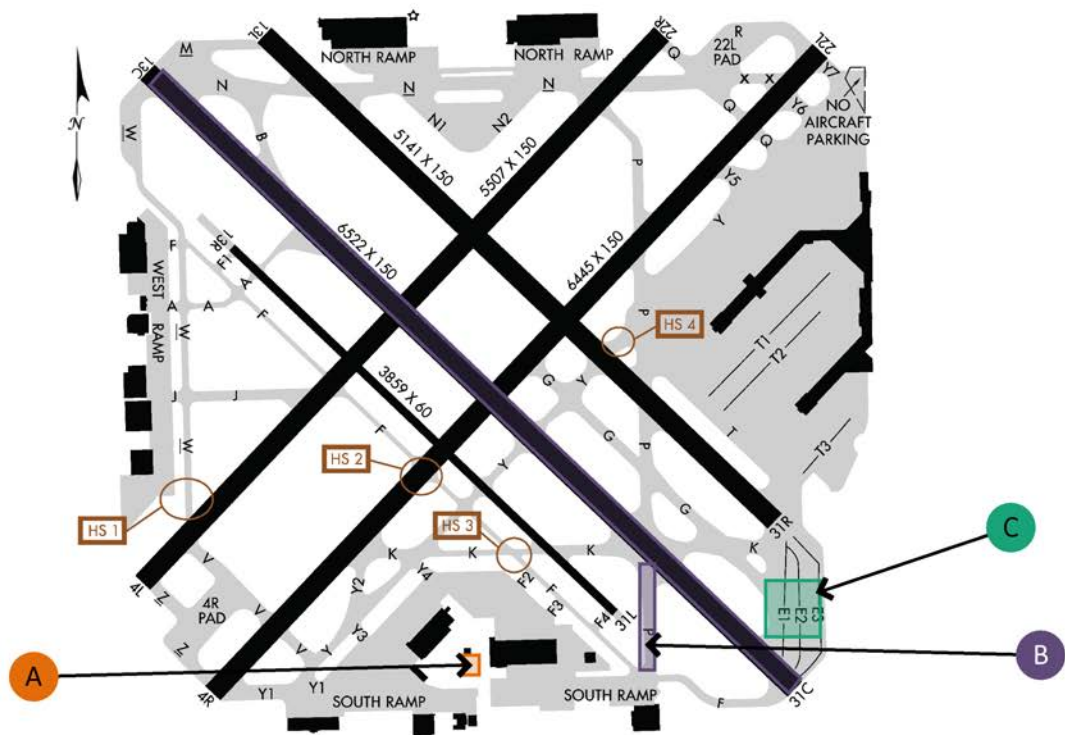 13L
22R
M
NORTH RAMP
NORTH RAMP
Q
R
22L
PAD
22L
13C
N
N
N
X X
Y7
Y6
NO
AIRCRAFT
PARKING
N
N1
N2
Q
Q
W
B
5141 X 150
5507 X 150
P
Y5
Y
F
13R
F1
6522 X 150
6445 X 150
WEST
RAMP
A
F
A
A
W
P
HS 4
T1
T2
3859 X 60
G
Y
J
J
F
G
P
T
T3
W
HS 2
Y
HS 1
G
C
HS 3
K
K
K
K
31R
V
Y2
Y4
F2
F
4L
Z
4R
PAD
V
Y3
F3
F4
31L
P
E1
E2
E3
Z
V
Y
A
B
4R
Y1
Y1
SOUTH RAMP
SOUTH RAMP
F
31C